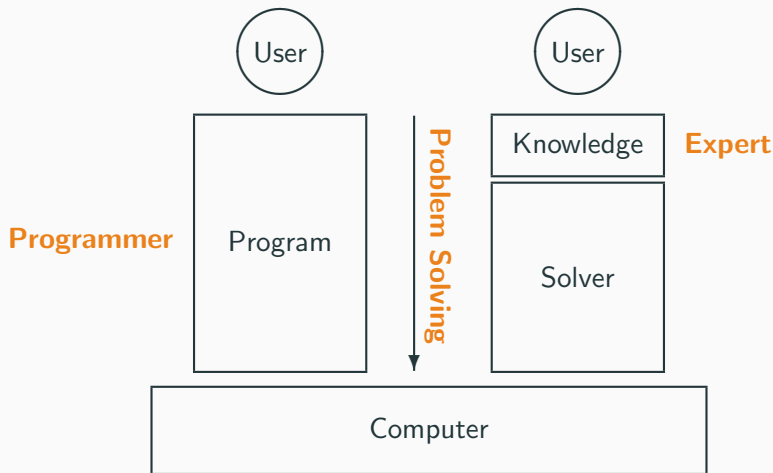 User
User
Knowledge
Expert
Programmer
Program
Problem Solving
Solver
Computer